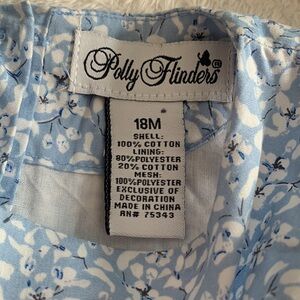 Polly Flinders®
18M
SHELL:
100% COTTON
LINING:
80%POLYESTER
20% COTTON
MESH:
100%POLYESTER
EXCLUSIVE OF
DECORATION
MADE IN CHINA
RN# 75343